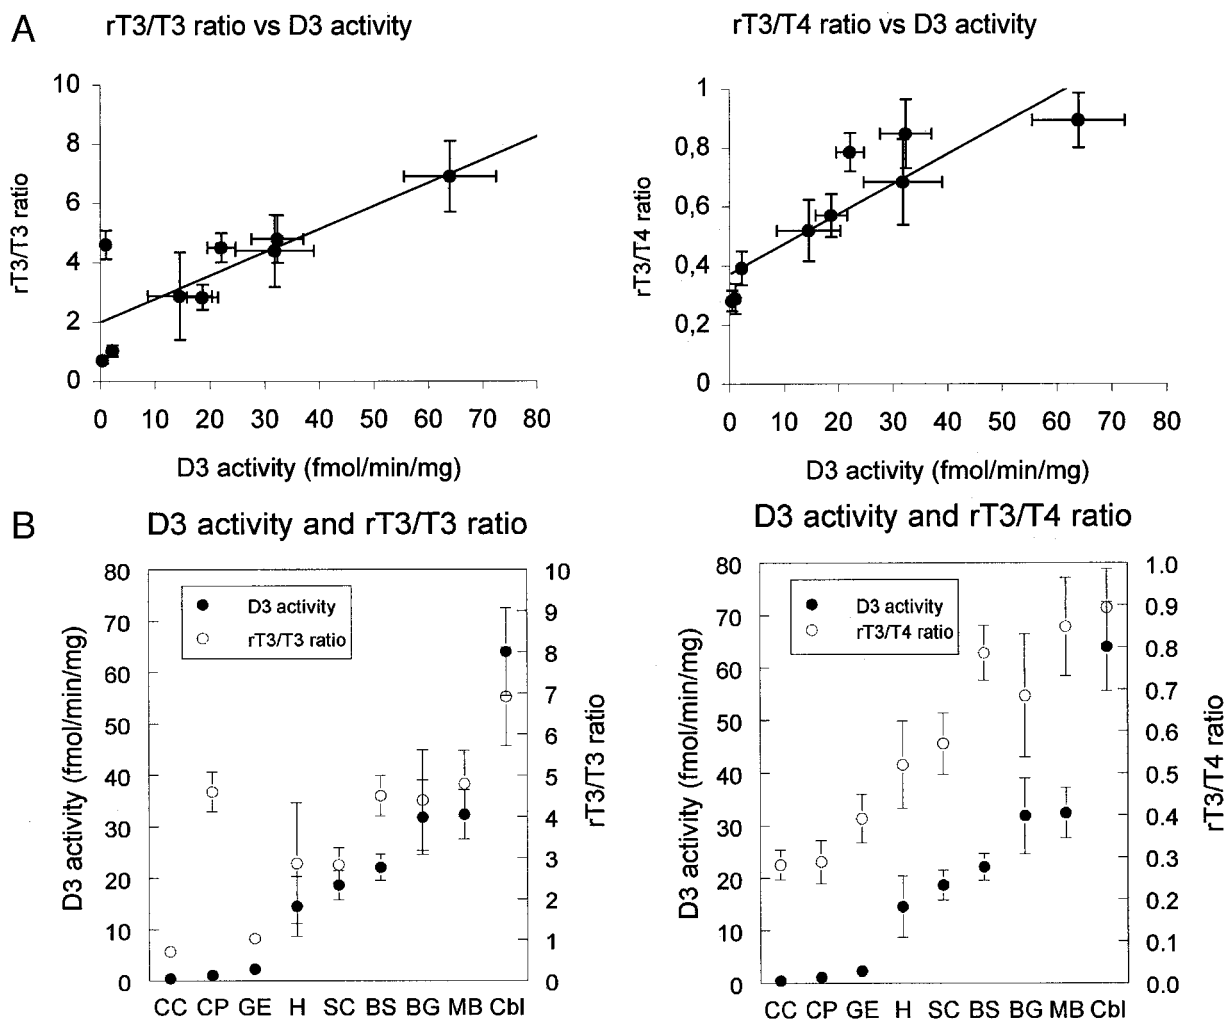 A
rT3/T3 ratio vs D3 activity
rT3/T3 ratio
10
8
6
4
2
0
0 10 20 30 40 50 60 70 80
D3 activity (fmol/min/mg)
rT3/T4 ratio vs D3 activity
rT3/T4 ratio
1
0,8
0,6
0,4
0,2
0
0 10 20 30 40 50 60 70 80
D3 activity (fmol/min/mg)
B
D3 activity and rT3/T3 ratio
D3 activity (fmol/min/mg)
80
70
60
50
40
30
20
10
0
D3 activity
rT3/T3 ratio
10
9
8
7
6
5
4
3
2
1
0
rT3/T3 ratio
CC CP GE H SC BS BG MB Cbl
D3 activity and rT3/T4 ratio
D3 activity (fmol/min/mg)
80
70
60
50
40
30
20
10
0
D3 activity
rT3/T4 ratio
1.0
0.9
0.8
0.7
0.6
0.5
0.4
0.3
0.2
0.1
0.0
rT3/T4 ratio
CC CP GE H SC BS BG MB Cbl